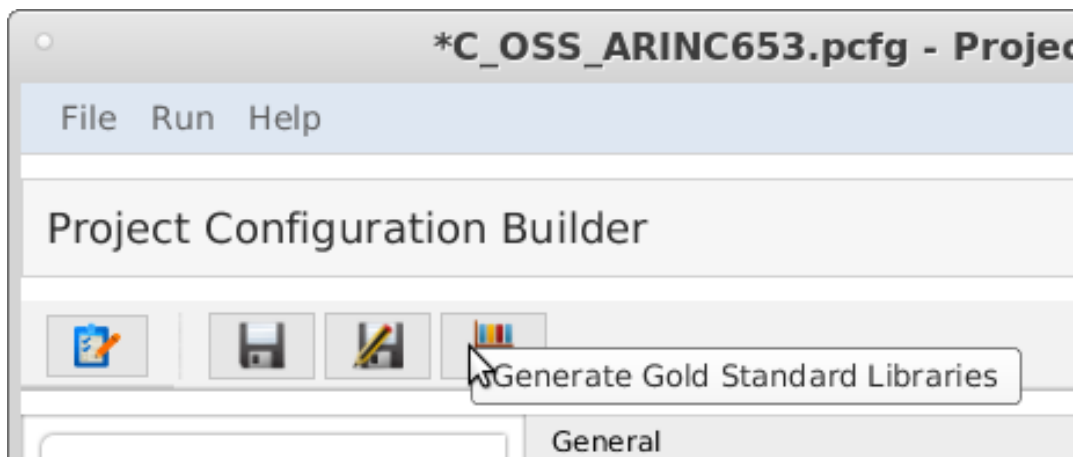 *C_OSS_ARINC653.pcfg - Projec
File Run Help
Project Configuration Builder
Generate Gold Standard Libraries
General